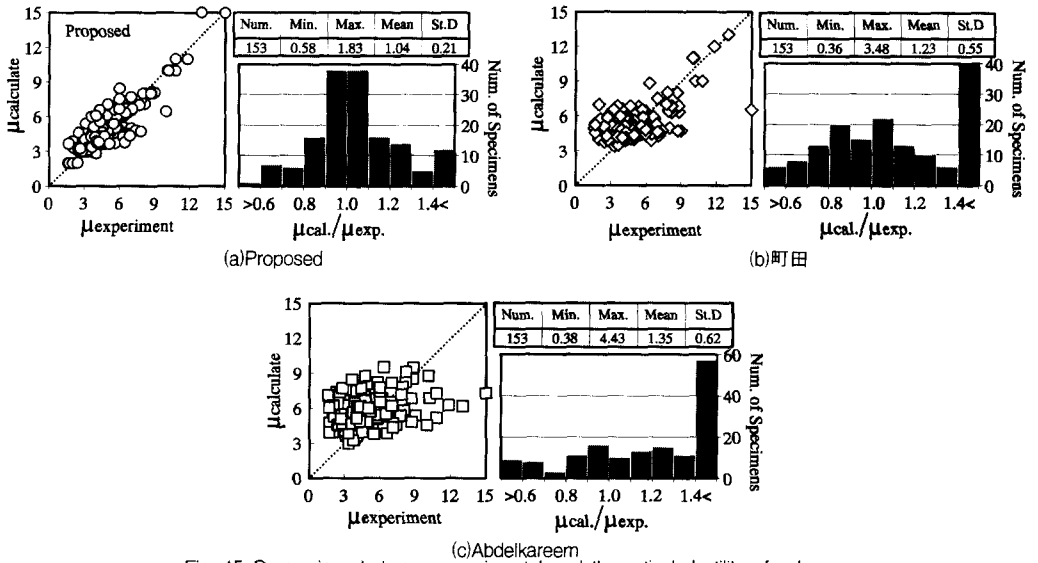 Proposed
15
12
9
6
3
0
μcalculate
0 3 6 9 12 15
μexperiment
Num. Min. Max. Mean St.D
153 0.58 1.83 1.04 0.21
40
30
20
10
0
Num. of Specimens
>0.6 0.8 1.0 1.2 1.4<
μcal./μexp.
(a)Proposed
15
12
9
6
3
0
μcalculate
0 3 6 9 12 15
μexperiment
Num. Min. Max. Mean St.D
153 0.36 3.48 1.23 0.55
40
30
20
10
0
Num. of Specimens
>0.6 0.8 1.0 1.2 1.4<
μcal./μexp.
(b)町田
15
12
9
6
3
0
μcalculate
0 3 6 9 12 15
μexperiment
Num. Min. Max. Mean St.D
153 0.38 4.43 1.35 0.62
60
40
20
0
Num. of Specimens
>0.6 0.8 1.0 1.2 1.4<
μcal./μexp.
(c)Abdelkareem